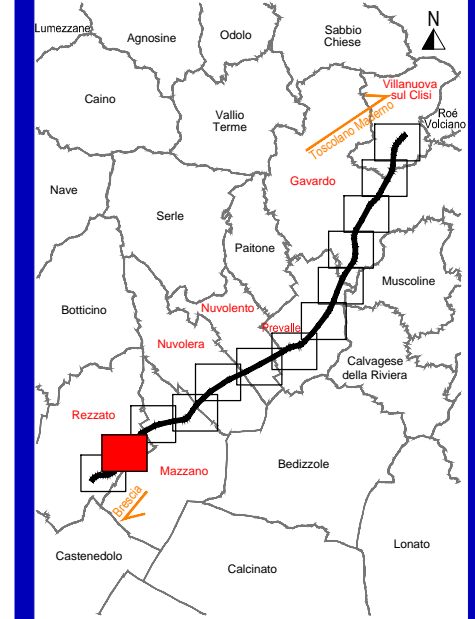 N
Lumezzane
Agnosine
Odolo
Sabbio
Chiese
Caino
Vallio
Terme
Villanuova
sul Clisi
Toscolano Maderno
Roé
Volciano
Gavardo
Nave
Serle
Paitone
Muscoline
Botticino
Nuvolento
Nuvolera
Prevalle
Calvagese
della Riviera
Rezzato
Mazzano
Bedizzole
Brescia
Castenedolo
Calcinato
Lonato